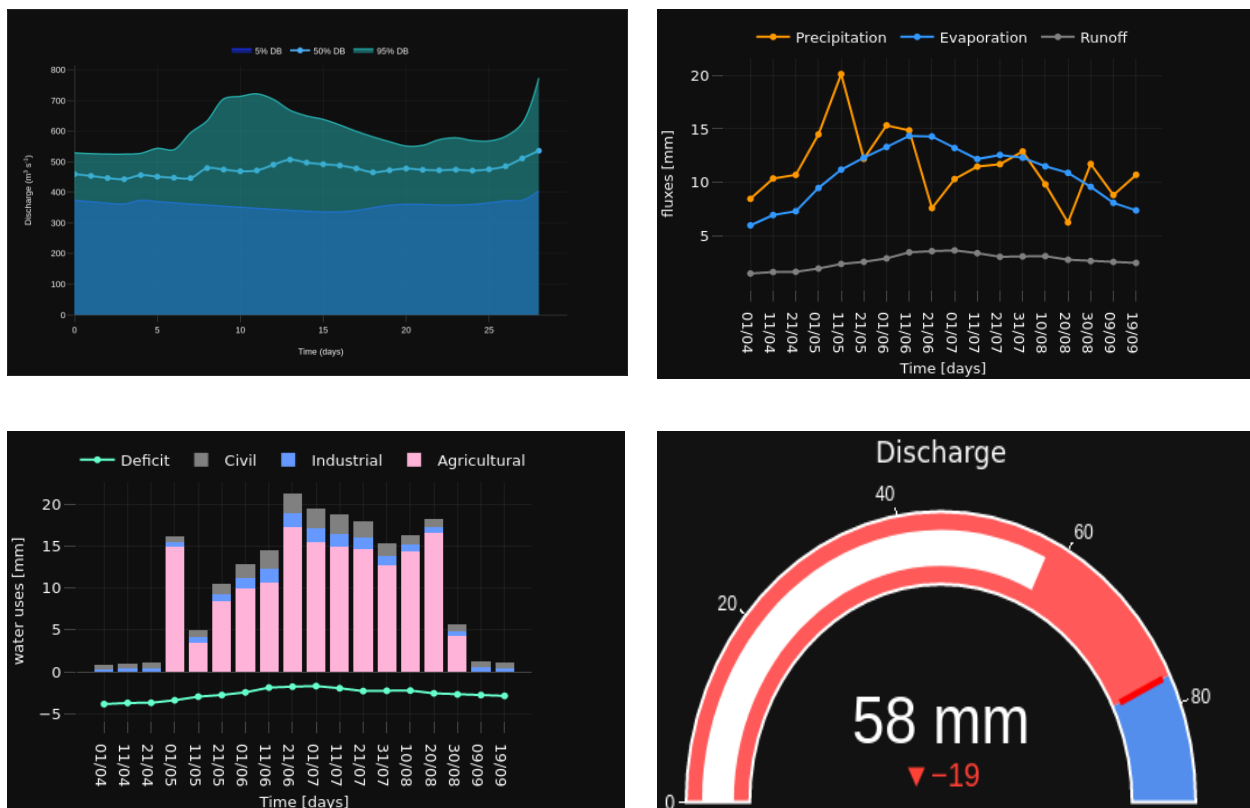 5% DB 50% DB 95% DB
800
700
600
500
400
300
200
100
0
Discharge (m³ s⁻¹)
0 5 10 15 20 25
Time (days)
Precipitation Evaporation Runoff
20
15
10
5
fluxes [mm]
01/04 11/04 21/04 01/05 11/05 21/05 01/06 11/06 21/06 01/07 11/07 21/07 31/07 10/08 20/08 30/08 09/09 19/09
Time [days]
Deficit Civil Industrial Agricultural
20
15
10
5
0
−5
water uses [mm]
01/04 11/04 21/04 01/05 11/05 21/05 01/06 11/06 21/06 01/07 11/07 21/07 31/07 10/08 20/08 30/08 09/09 19/09
Time [days]
Discharge
40
60
20
80
58 mm
▼−19
0